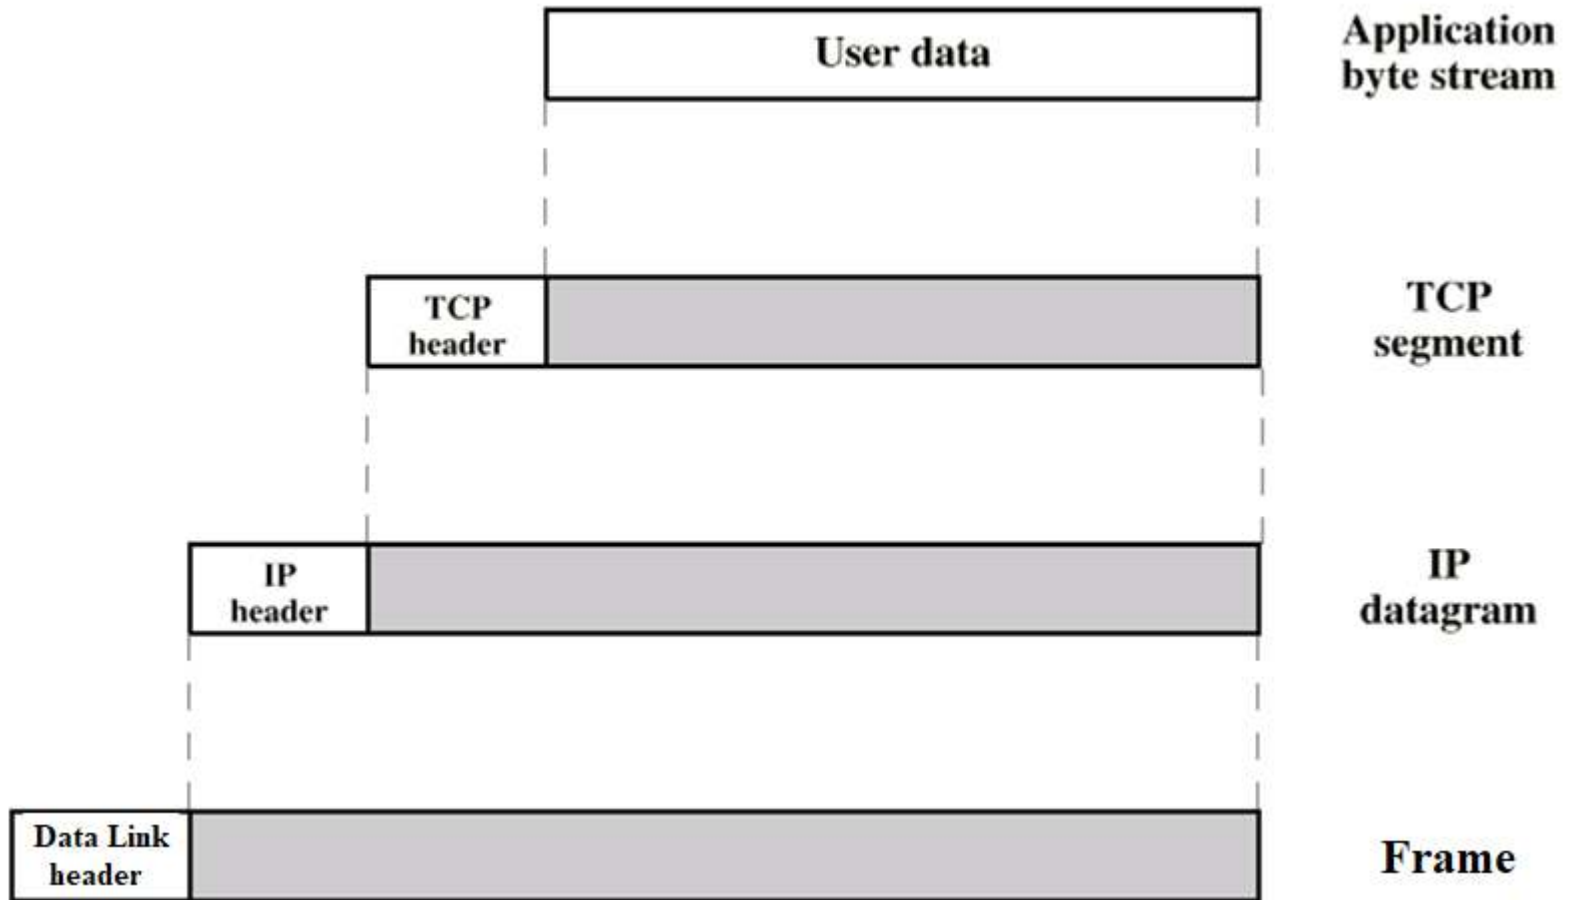 User data
Application
byte stream
TCP
header
TCP
segment
IP
header
IP
datagram
Data Link
header
Frame